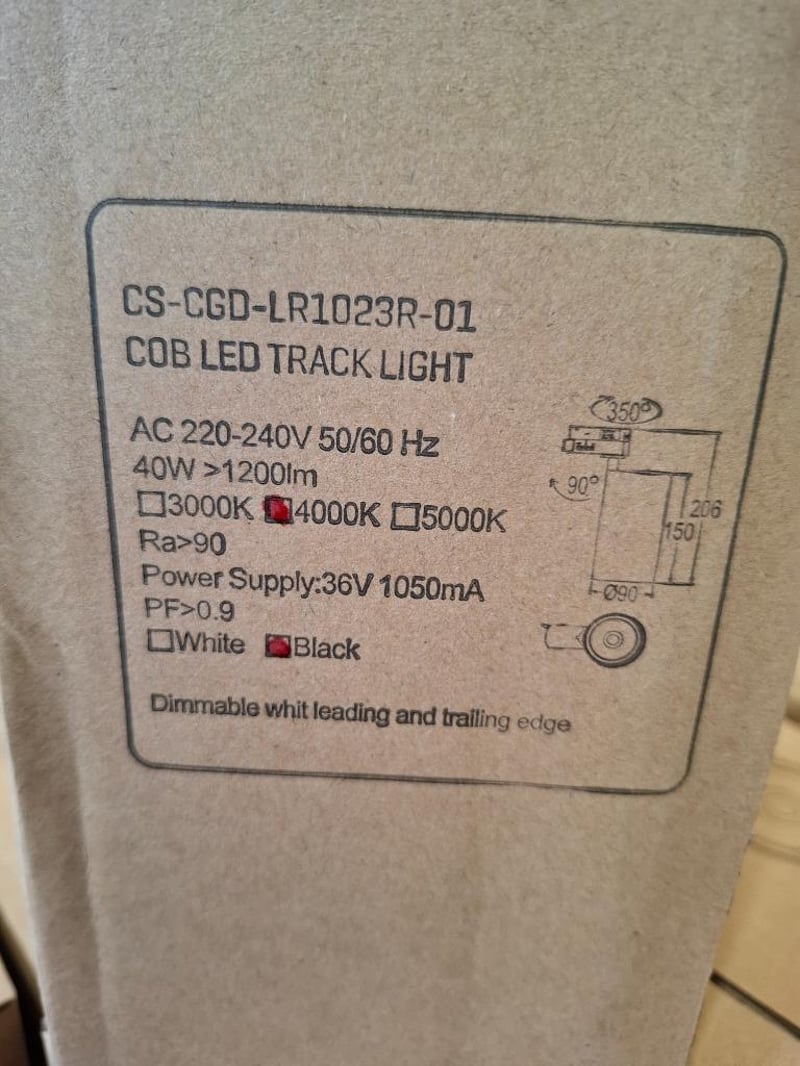 CS-CGD-LR1023R-01
COB LED TRACK LIGHT
AC 220-240V 50/60 Hz
40W >1200lm
3000K 4000K 5000K
Ra>90
Power Supply:36V 1050mA
PF>0.9
White Black
Dimmable whit leading and trailing edge
350°
90°
206
150
Ø90